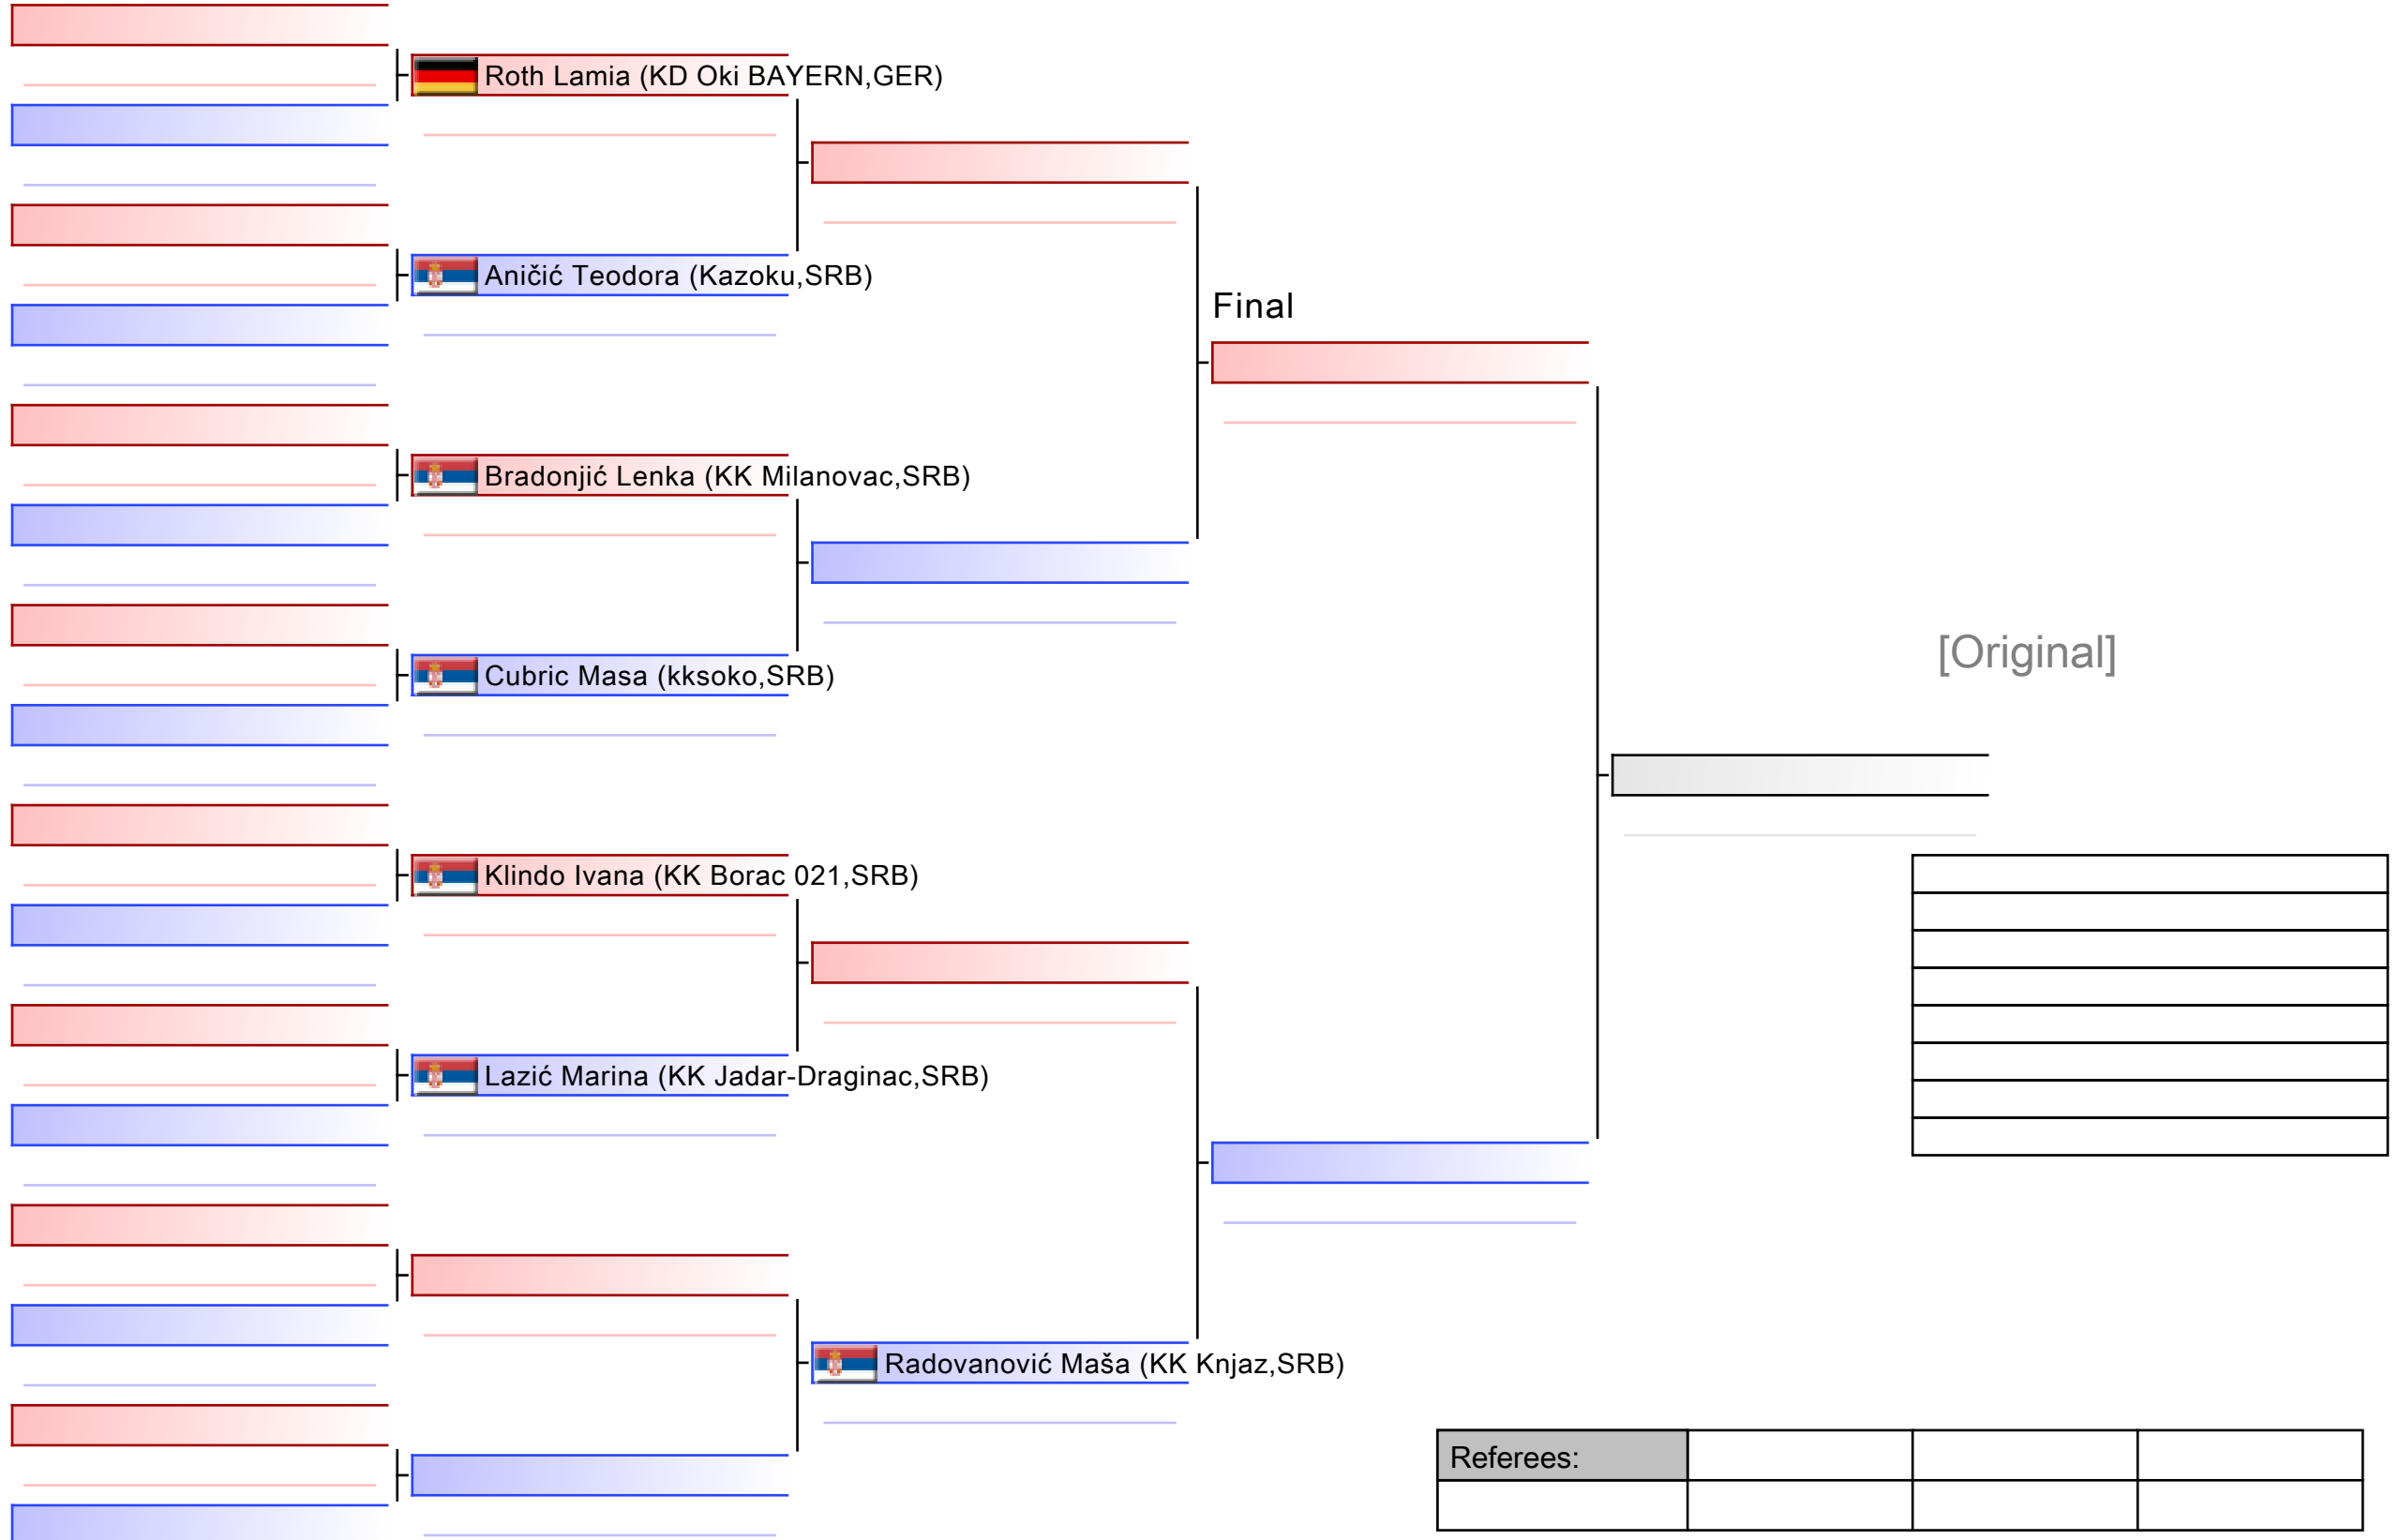 Roth Lamia (KD Oki BAYERN,GER)
Aničić Teodora (Kazoku,SRB)
Final
Bradonjić Lenka (KK Milanovac,SRB)
[Original]
Cubric Masa (kksoko,SRB)
Klindo Ivana (KK Borac 021,SRB)
Lazić Marina (KK Jadar-Draginac,SRB)
Radovanović Maša (KK Knjaz,SRB)
Referees: